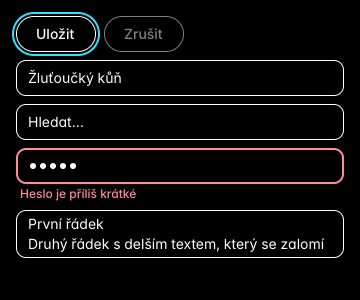 Uložit Zrušit
Žluťoučký kůň
Hledat...
•••••
Heslo je příliš krátké
První řádek
Druhý řádek s delším textem, který se zalomí